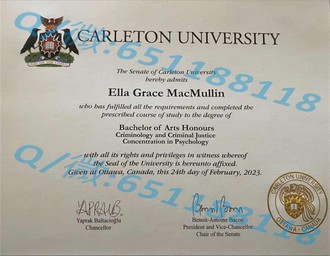 CARLETON UNIVERSITY
The Senate of Carleton University
hereby admits
Ella Grace MacMullin
who has fulfilled all the requirements and completed the
prescribed course of study to the degree of
Bachelor of Arts Honours
Criminology and Criminal Justice
Concentration in Psychology
with all its rights and privileges in witness whereof
the Seal of the University is hereunto affixed.
Given at Ottawa, Canada, this 24th day of February, 2023.
Yaprak Baltacıoğlu
Chancellor
Benoit-Antoine Bacon
President and Vice-Chancellor
Chair of the Senate
CARLETON UNIVERSITY
OTTAWA, CANADA
Q/微:651188118
Q/微:651188118